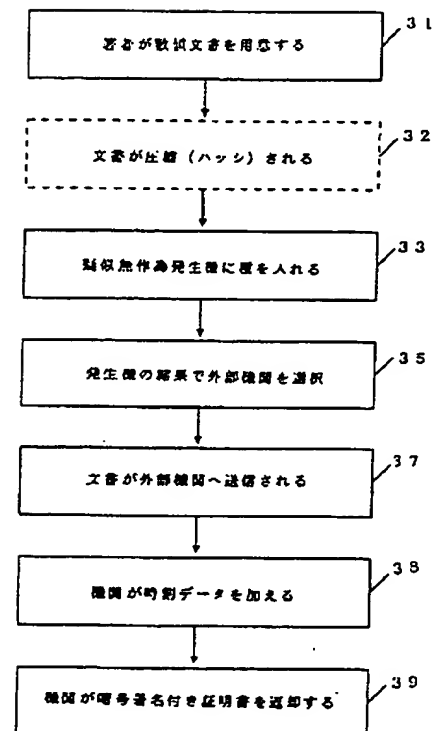 31
著者が数値文書を用意する
32
文書が圧縮（ハッシ）される
33
疑似無作為発生機に種を入れる
35
発生機の結果で外部機関を選択
37
文書が外部機関へ送信される
38
機関が時刻データを加える
39
機関が暗号署名付き証明書を返却する